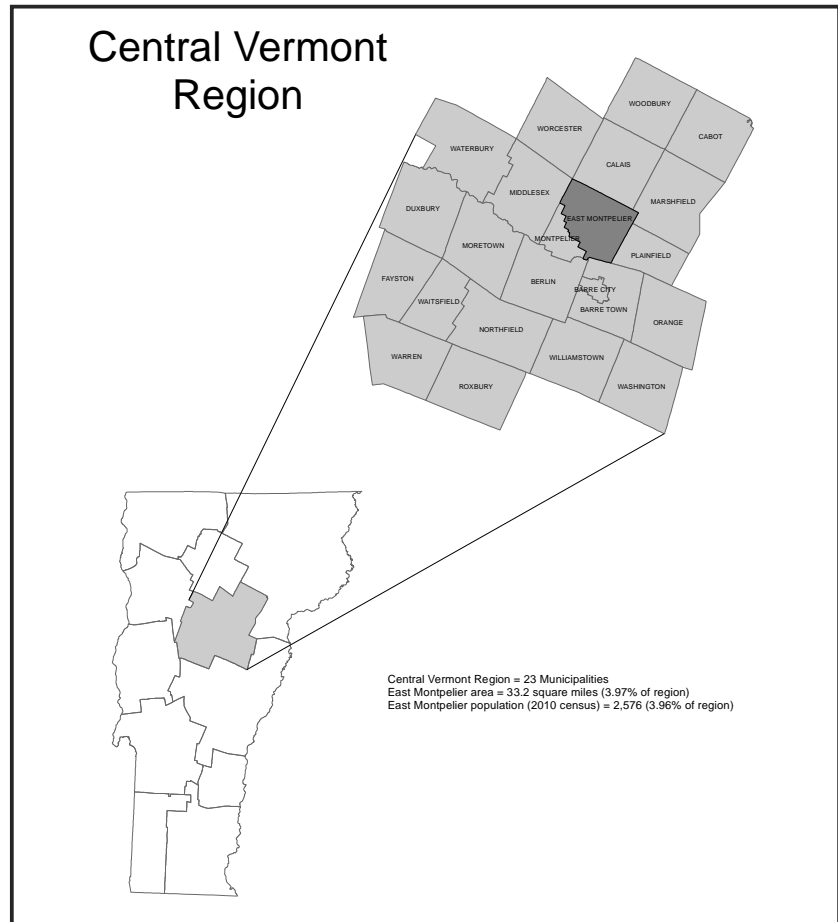 Central Vermont
Region
WOODBURY
WORCESTER
CABOT
WATERBURY
CALAIS
MIDDLESEX
MARSHFIELD
DUXBURY
EAST MONTPELIER
MONTPELIER
MORETOWN
PLAINFIELD
FAYSTON
BERLIN
BARRE CITY
WAITSFIELD
BARRE TOWN
ORANGE
NORTHFIELD
WARREN
WILLIAMSTOWN
ROXBURY
WASHINGTON
Central Vermont Region = 23 Municipalities
East Montpelier area = 33.2 square miles (3.97% of region)
East Montpelier population (2010 census) = 2,576 (3.96% of region)